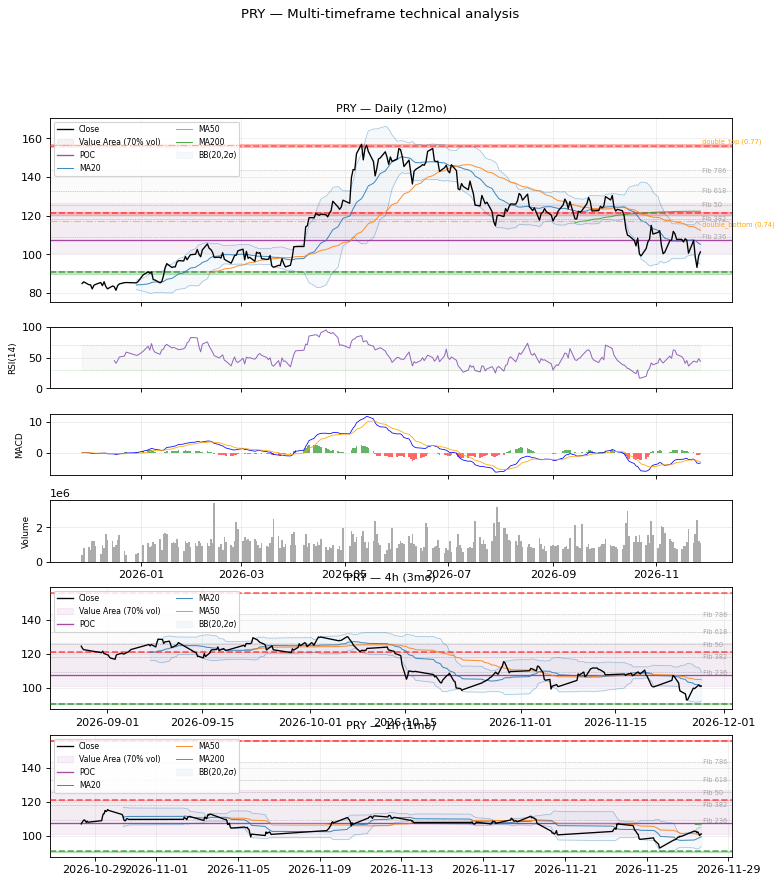 PRY — Multi-timeframe technical analysis
PRY — Daily (12mo)
Close
Value Area (70% vol)
POC
MA20
MA50
MA200
BB(20,2σ)
160
140
120
100
80
double_top (0.77)
Fib 786
Fib 618
Fib 50
Fib 382
double_bottom (0.74)
Fib 236
RSI(14)
100
50
0
MACD
10
0
1e6
Volume
2
0
2026-01
2026-03
2026-05
2026-07
2026-09
2026-11
PRY — 4h (3mo)
Close
Value Area (70% vol)
POC
MA20
MA50
BB(20,2σ)
140
120
100
Fib 786
Fib 618
Fib 50
Fib 382
Fib 236
2026-09-01
2026-09-15
2026-10-01
2026-10-15
2026-11-01
2026-11-15
2026-12-01
PRY — 1h (1mo)
Close
Value Area (70% vol)
POC
MA20
MA50
MA200
BB(20,2σ)
140
120
100
Fib 786
Fib 618
Fib 50
Fib 382
Fib 236
2026-10-29
2026-11-01
2026-11-05
2026-11-09
2026-11-13
2026-11-17
2026-11-21
2026-11-25
2026-11-29